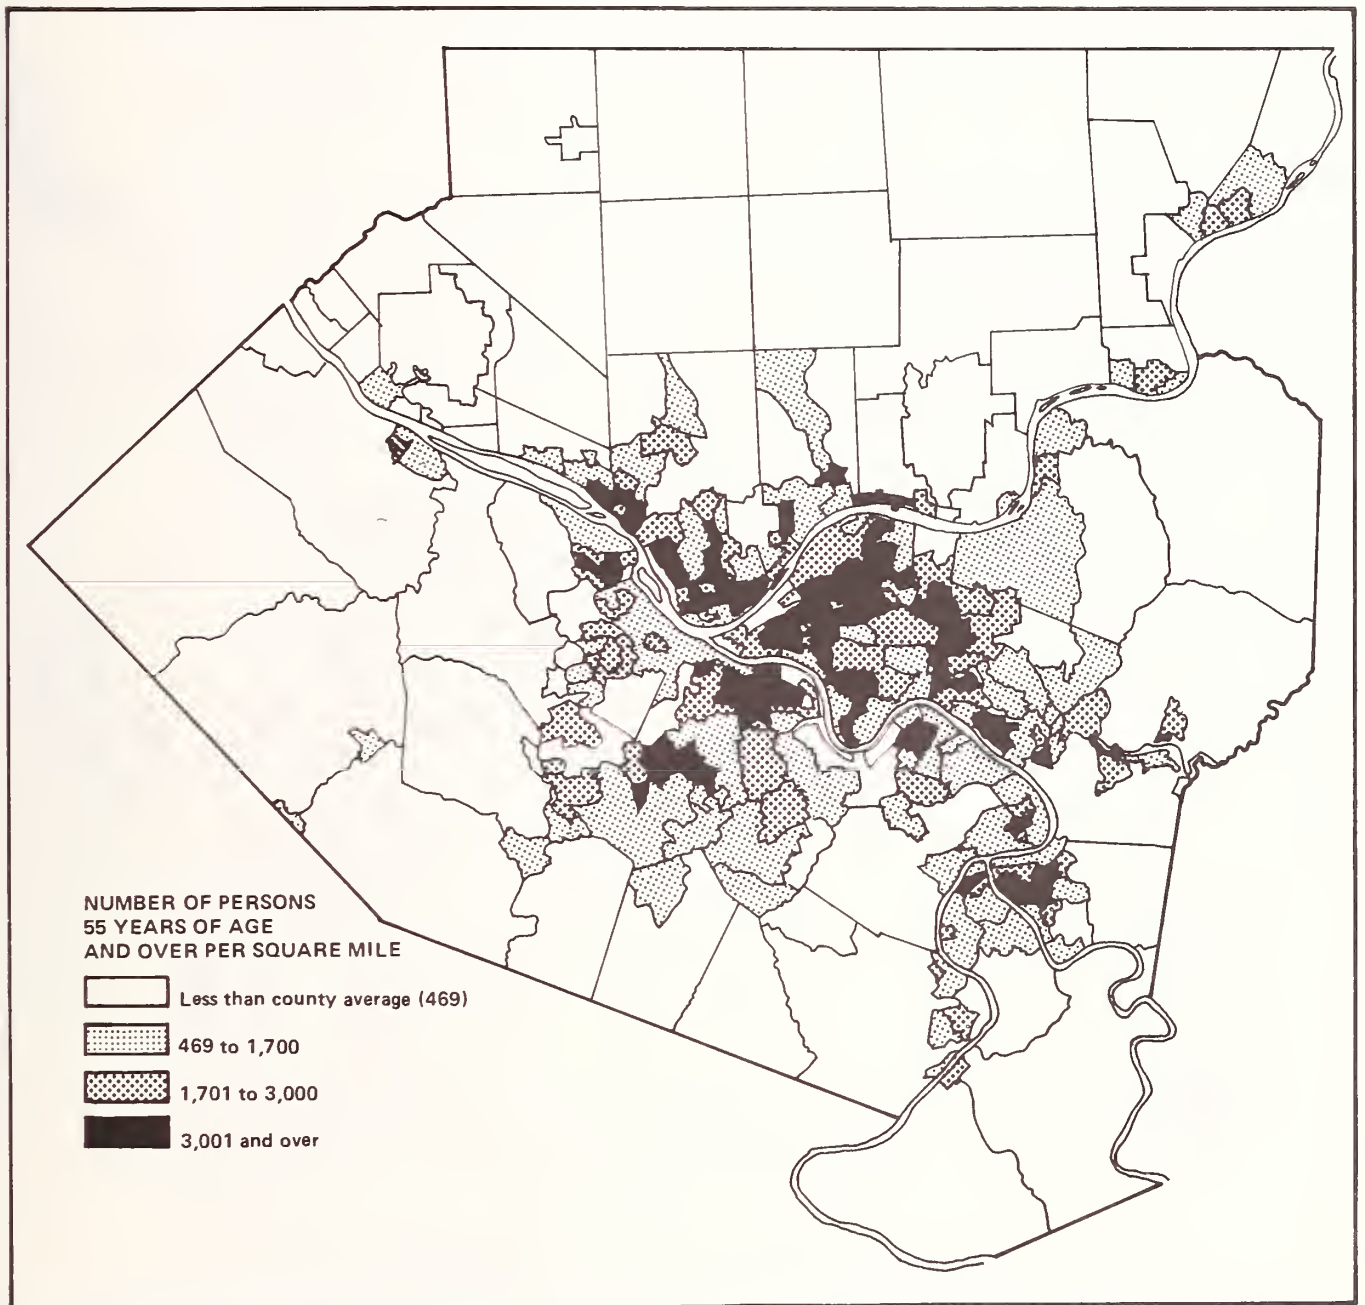 NUMBER OF PERSONS
55 YEARS OF AGE
AND OVER PER SQUARE MILE
Less than county average (469)
469 to 1,700
1,701 to 3,000
3,001 and over